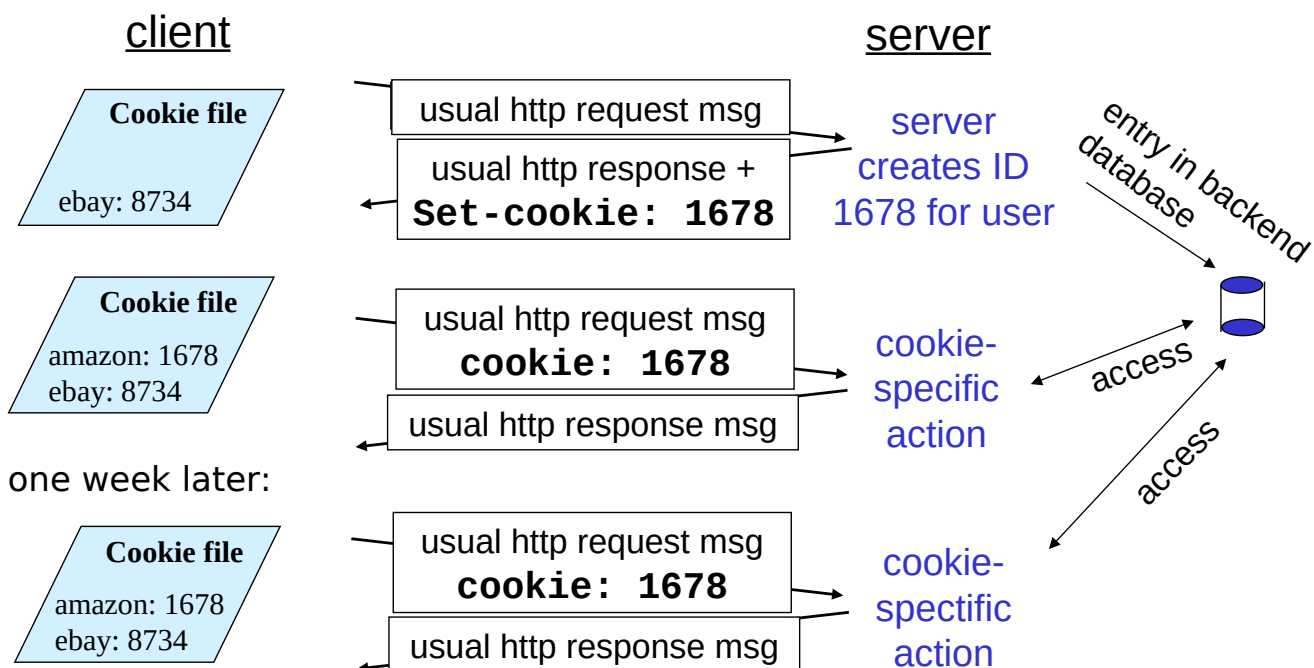 client
server
Cookie file
ebay: 8734
usual http request msg
usual http response +
Set-cookie: 1678
server
creates ID
1678 for user
entry in backend
database
Cookie file
amazon: 1678
ebay: 8734
usual http request msg
cookie: 1678
usual http response msg
cookie-
specific
action
access
access
one week later:
Cookie file
amazon: 1678
ebay: 8734
usual http request msg
cookie: 1678
usual http response msg
cookie-
spectific
action